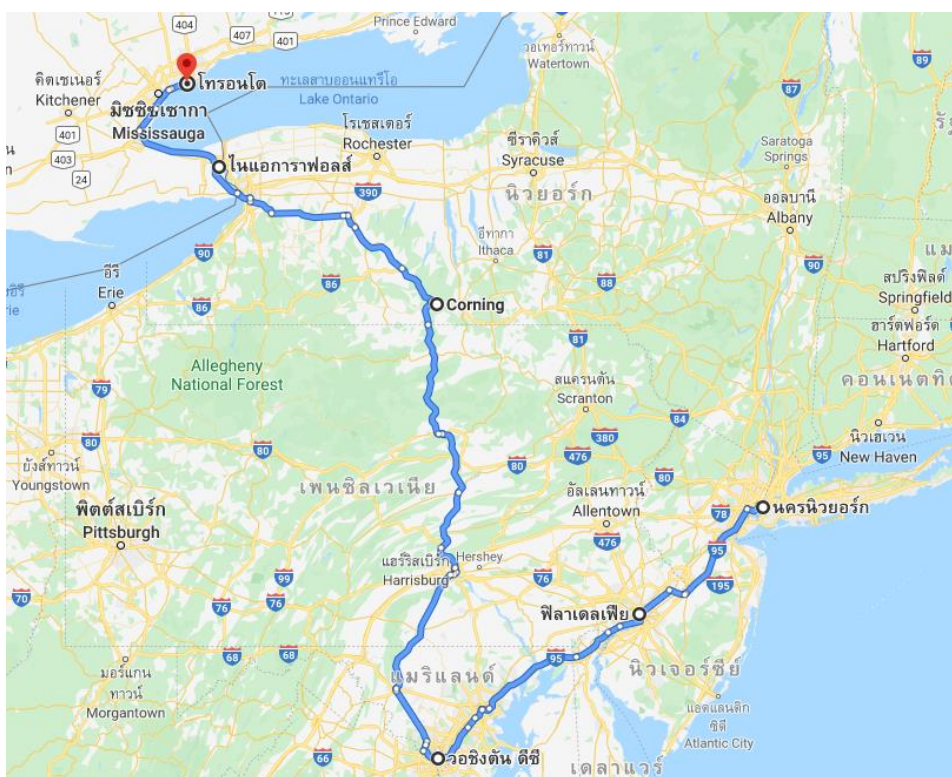 404
407
401
Prince Edward
81
วอเทอร์ทาวน์
Watertown
89
คิตเชเนอร์
Kitchener
โทรอนโต
ทะเลสาบออนแทรีโอ
Lake Ontario
87
มิซซิซเซากา
Mississauga
401
403
24
โรเชสเตอร์
Rochester
ซีราคิวส์
Syracuse
Saratoga
Springs
ไนแอการาฟอลส์
390
นิวยอร์ก
ออลบานี
Albany
อีทากา
Ithaca
81
90
90
อีรี
Erie
86
86
88
สปริงฟิลด์
Springfield
Corning
81
ฮาร์ตฟอร์ด
Hartford
Allegheny
National Forest
79
สแครนตัน
Scranton
คอนเนตทิ
84
380
476
80
80
80
80
นิวเฮเวน
New Haven
95
ยังส์ทาวน์
Youngstown
เพนซิลเวเนีย
อัลเลนทาวน์
Allentown
78
นครนิวยอร์ก
พิตต์สเบิร์ก
Pittsburgh
476
95
แฮร์ริสเบิร์ก
Harrisburg
Hershey
99
76
195
70
76
76
ฟิลาเดลเฟีย
68
68
95
แมริแลนด์
นิวเจอร์ซีย์
มอร์แกน
ทาวน์
Morgantown
แอตแลนติก
ซิตี
Atlantic City
66
วอชิงตัน ดีซี
เดลาแวร์